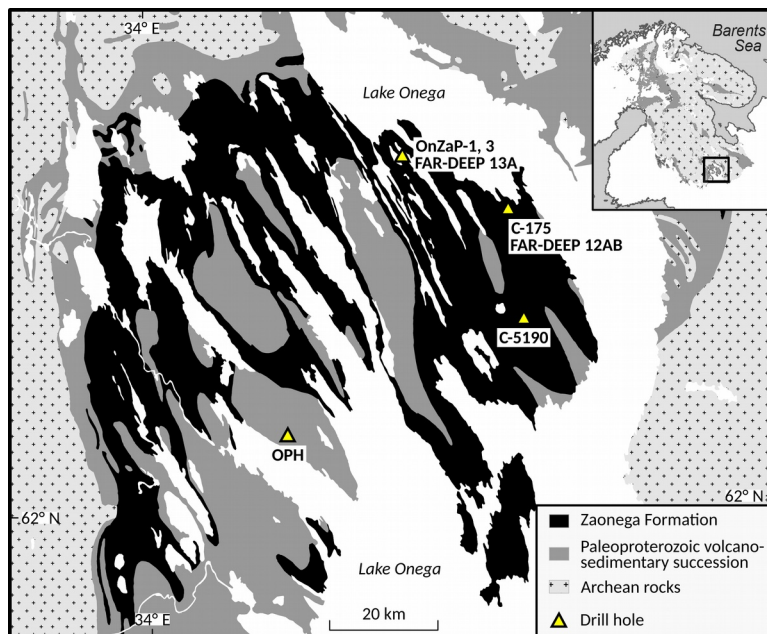 34° E
Barents
Sea
Lake Onega
OnZaP-1, 3
FAR-DEEP 13A
C-175
FAR-DEEP 12AB
C-5190
OPH
62° N
62° N
Zaonega Formation
Paleoproterozoic volcano-
sedimentary succession
Archean rocks
Drill hole
Lake Onega
34° E
20 km